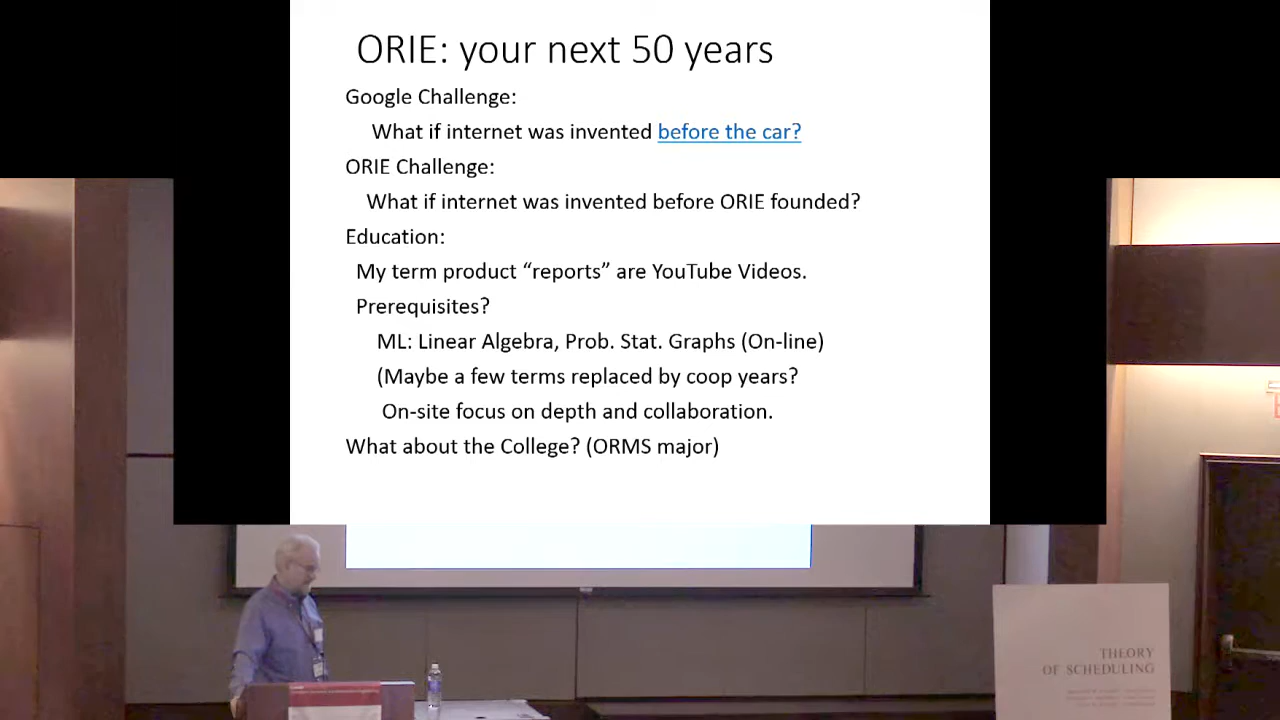 ORIE: your next 50 years
Google Challenge:
What if internet was invented before the car?
ORIE Challenge:
What if internet was invented before ORIE founded?
Education:
My term product “reports” are YouTube Videos.
Prerequisites?
ML: Linear Algebra, Prob. Stat. Graphs (On-line)
(Maybe a few terms replaced by coop years?
On-site focus on depth and collaboration.
What about the College? (ORMS major)
THEORY
OF SCHEDULING